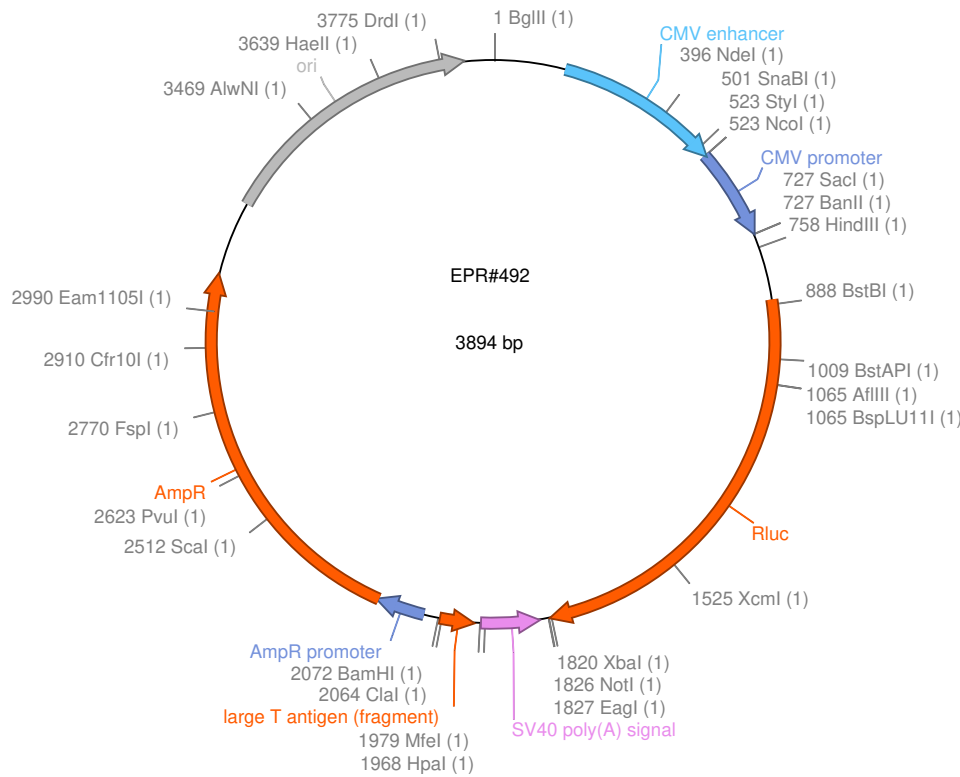 3775 DrdI (1)
1 BglII (1)
CMV enhancer
3639 HaeII (1)
396 NdeI (1)
ori
501 SnaBI (1)
3469 AlwNI (1)
523 StyI (1)
523 NcoI (1)
CMV promoter
727 SacI (1)
727 BanII (1)
758 HindIII (1)
EPR#492
2990 Eam1105I (1)
888 BstBI (1)
3894 bp
2910 Cfr10I (1)
1009 BstAPI (1)
1065 AflIII (1)
1065 BspLU11I (1)
2770 FspI (1)
AmpR
2623 PvuI (1)
Rluc
2512 ScaI (1)
1525 XcmI (1)
AmpR promoter
1820 XbaI (1)
2072 BamHI (1)
1826 NotI (1)
2064 ClaI (1)
1827 EagI (1)
large T antigen (fragment)
SV40 poly(A) signal
1979 MfeI (1)
1968 HpaI (1)